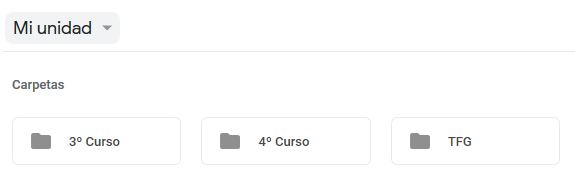 Mi unidad
Carpetas
3º Curso
4º Curso
TFG